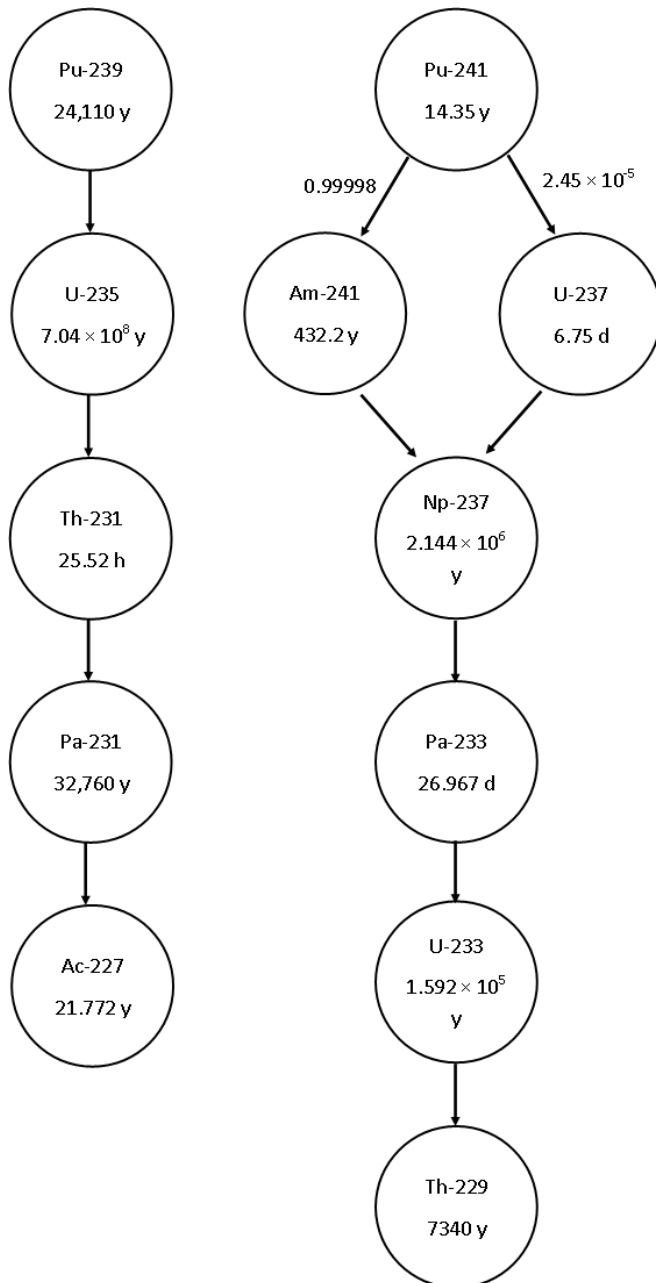 Pu-239
24,110 y
U-235
7.04 × 10⁸ y
Th-231
25.52 h
Pa-231
32,760 y
Ac-227
21.772 y
Pu-241
14.35 y
0.99998
2.45 × 10⁻⁵
Am-241
432.2 y
U-237
6.75 d
Np-237
2.144 × 10⁶
y
Pa-233
26.967 d
U-233
1.592 × 10⁵
y
Th-229
7340 y